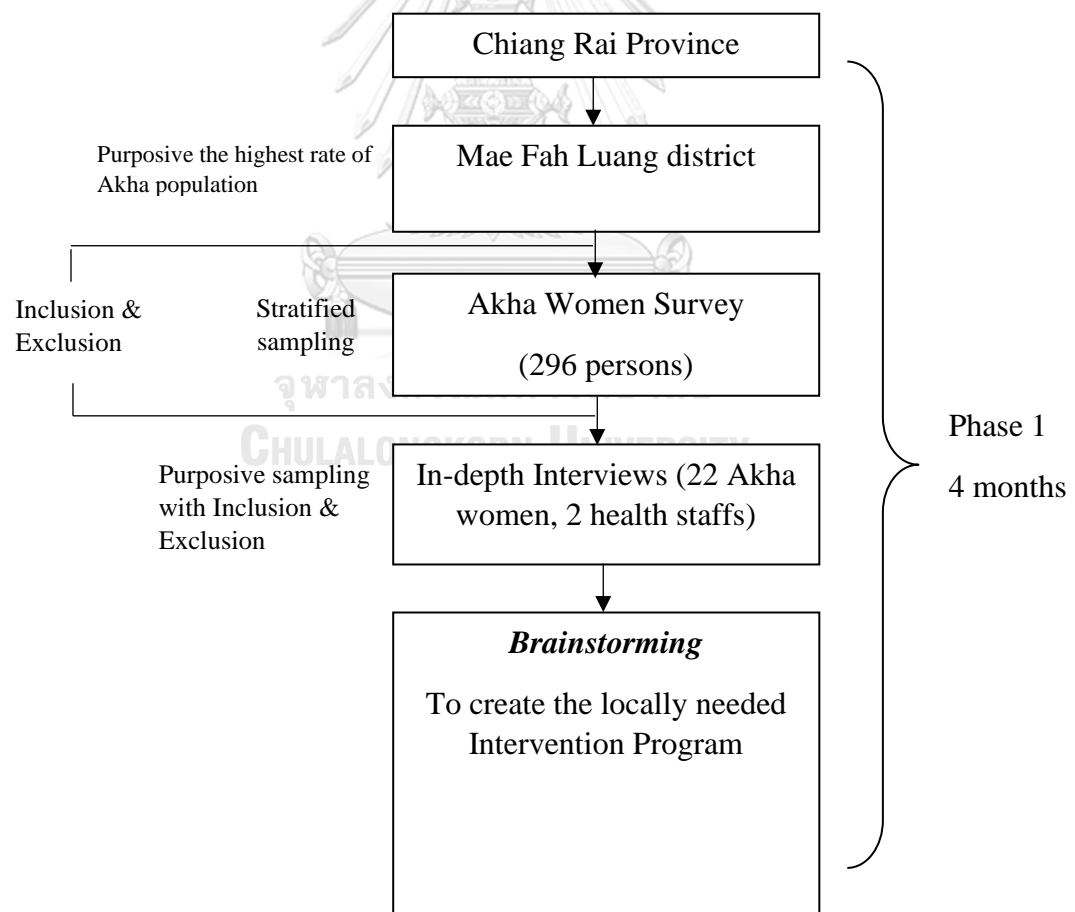 Chiang Rai Province
Purposive the highest rate of
Akha population
Mae Fah Luang district
Inclusion &
Exclusion
Stratified
sampling
Akha Women Survey
(296 persons)
Purposive sampling
with Inclusion &
Exclusion
In-depth Interviews (22 Akha
women, 2 health staffs)
Brainstorming
To create the locally needed
Intervention Program
Phase 1
4 months
CHULALONGKORN UNIVERSITY